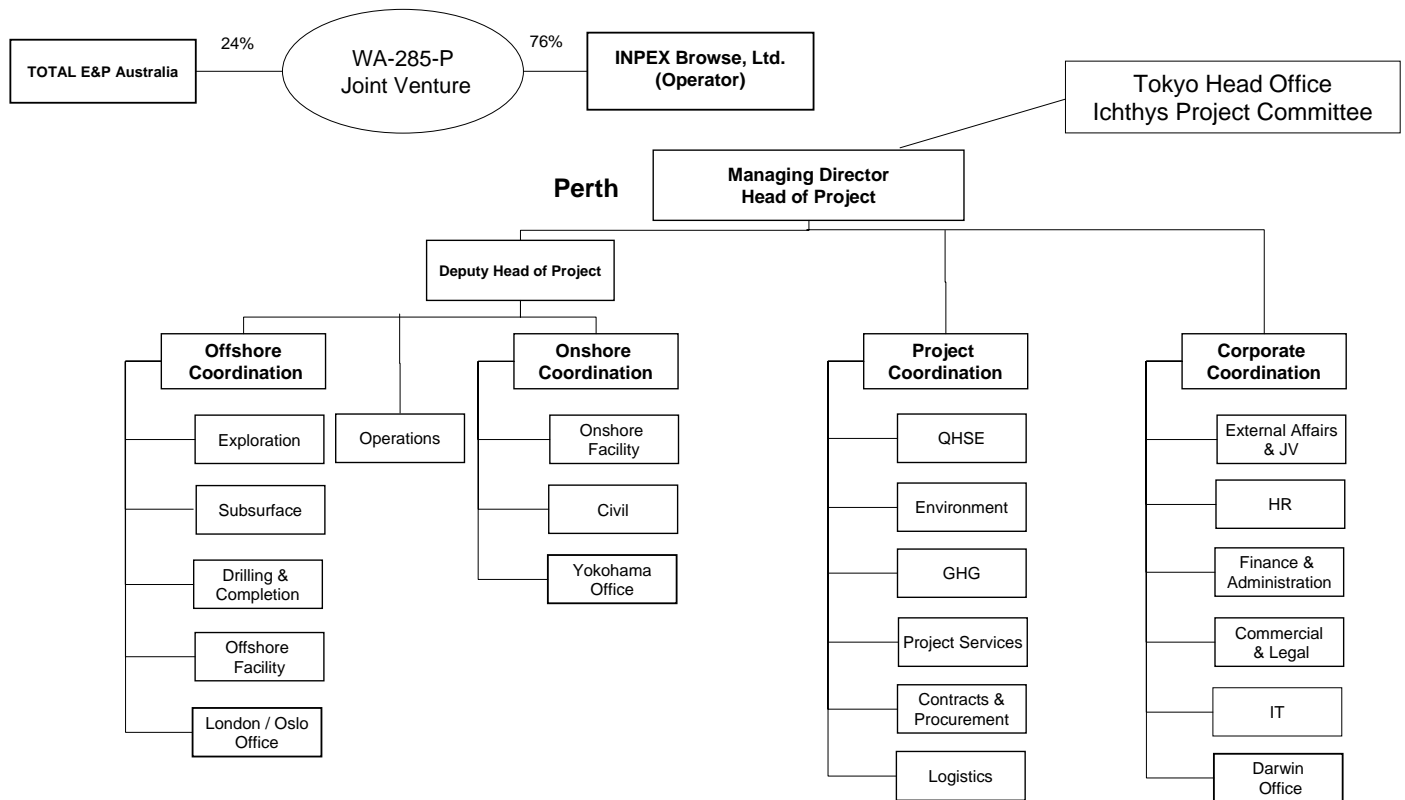 24%
76%
TOTAL E&P Australia
WA-285-P
Joint Venture
INPEX Browse, Ltd.
(Operator)
Tokyo Head Office
Ichthys Project Committee
Perth
Managing Director
Head of Project
Deputy Head of Project
Offshore
Coordination
Exploration
Subsurface
Drilling &
Completion
Offshore
Facility
London / Oslo
Office
Operations
Onshore
Coordination
Onshore
Facility
Civil
Yokohama
Office
Project
Coordination
QHSE
Environment
GHG
Project Services
Contracts &
Procurement
Logistics
Corporate
Coordination
External Affairs
& JV
HR
Finance &
Administration
Commercial
& Legal
IT
Darwin
Office